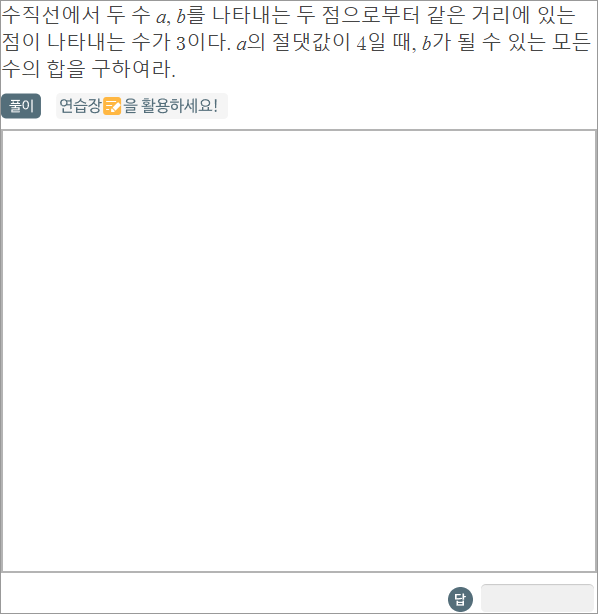 수직선에서 두 수 a, b를 나타내는 두 점으로부터 같은 거리에 있는
점이 나타내는 수가 3이다. a의 절댓값이 4일 때, b가 될 수 있는 모든
수의 합을 구하여라.
풀이 연습장을 활용하세요!
답